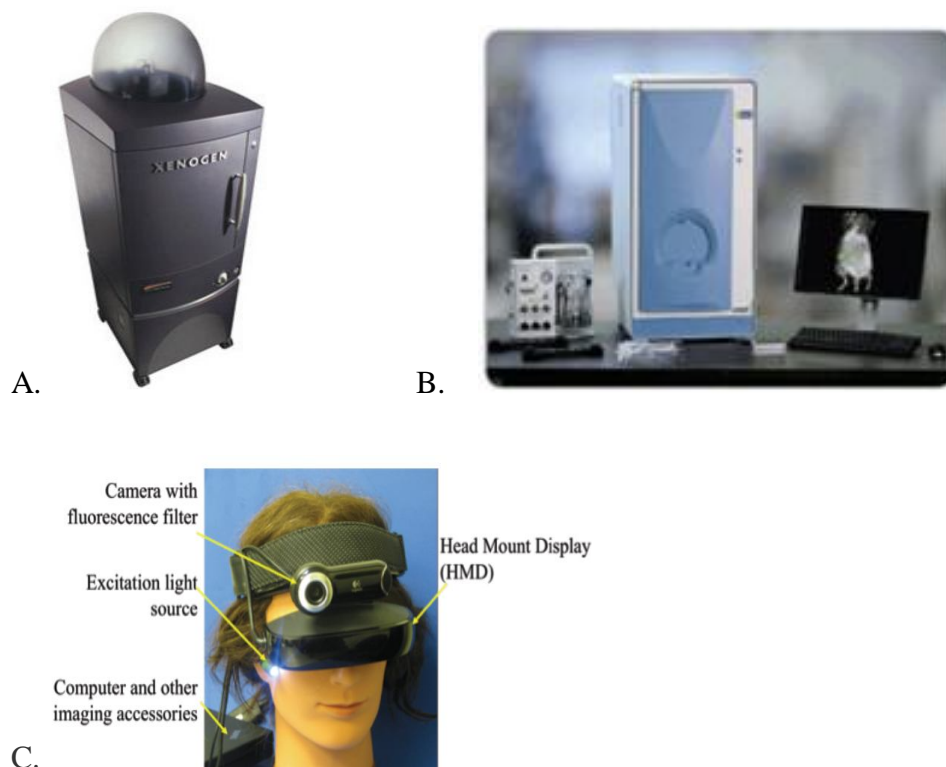 XENOGEN
A.
B.
Camera with
fluorescence filter
Excitation light
source
Computer and other
imaging accessories
Head Mount Display
(HMD)
C.